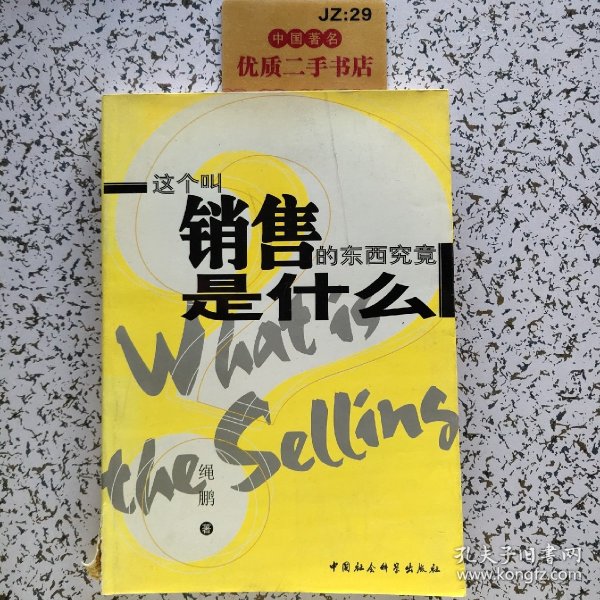 JZ:29
中国著名
优质二手书店
这个叫
销售的东西究竟
是什么
What is
the Selling
绳鹏
著
中国社会科学出版社
孔夫子旧书网
www.kongfz.com